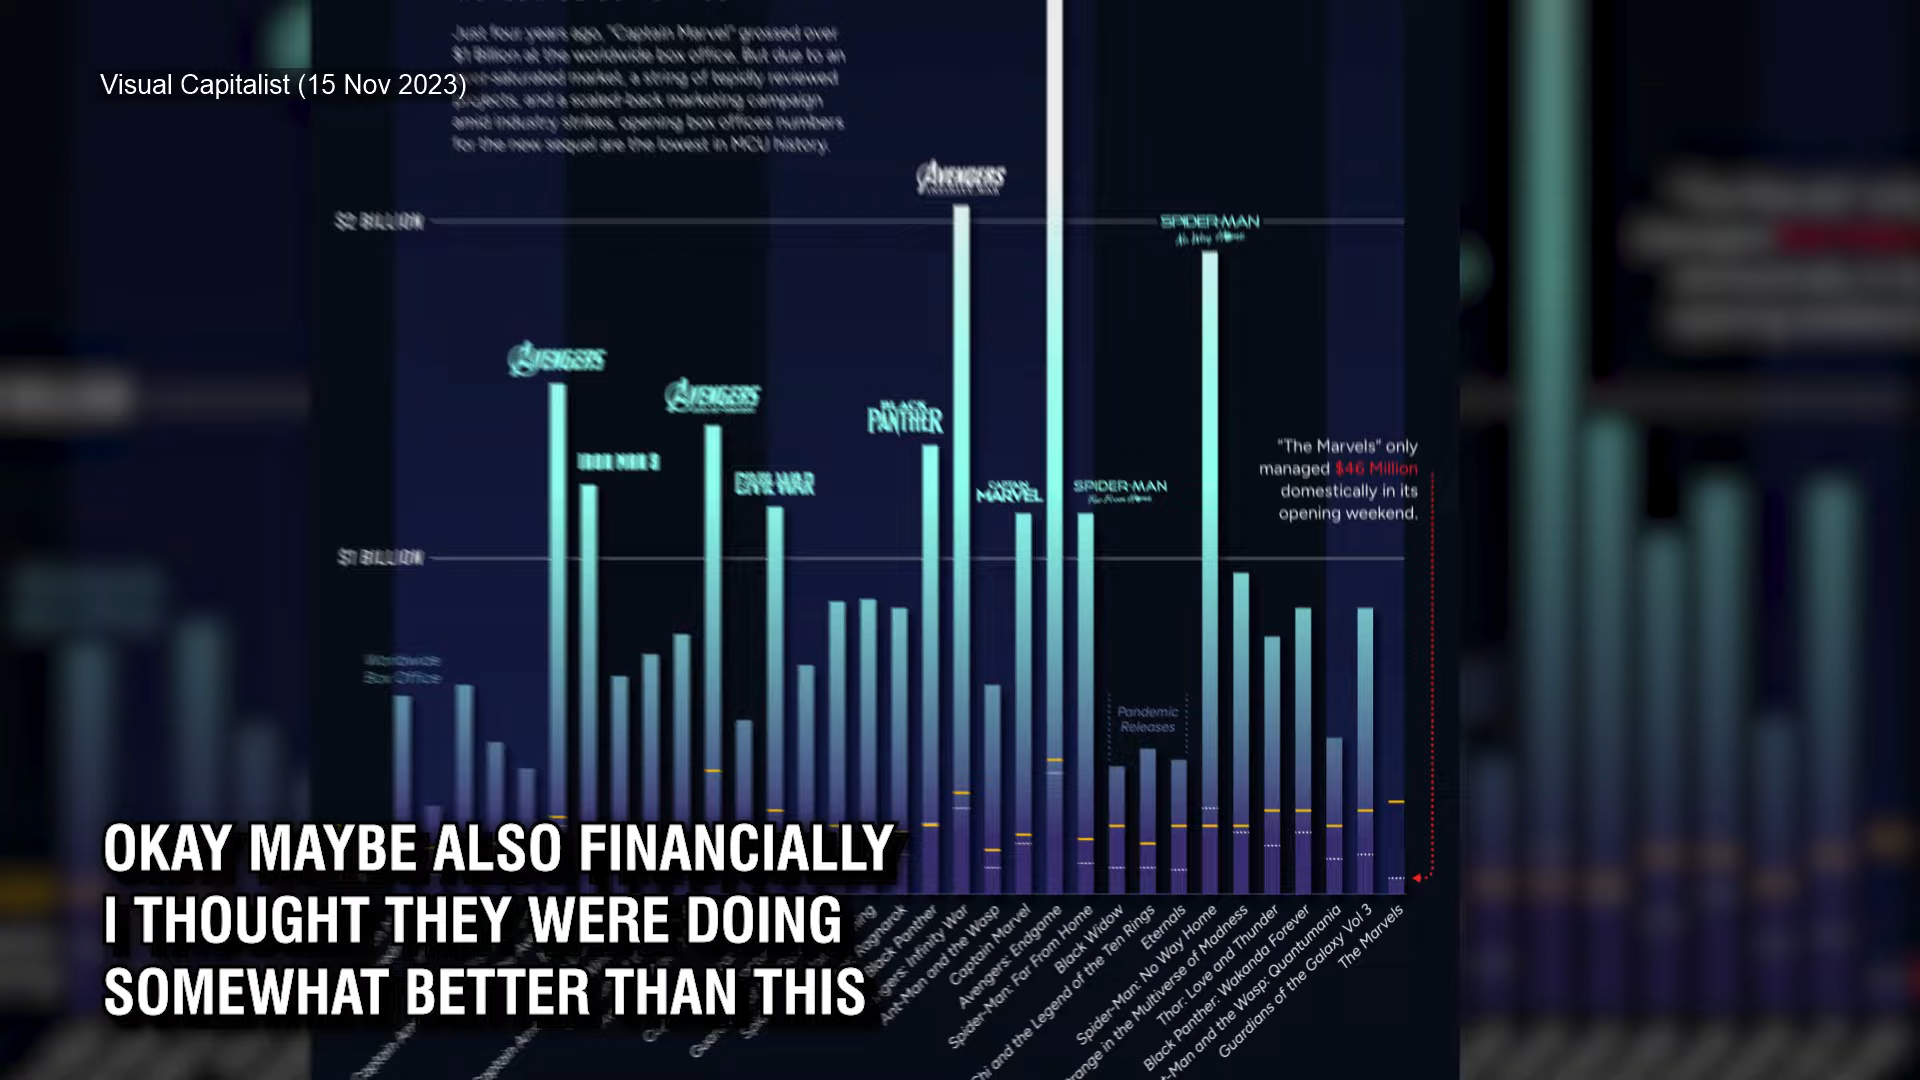 Just four years ago, "Captain Marvel" grossed over
$1 Billion at the worldwide box office. But due to an
over-saturated market, a string of tepidly reviewed
projects, and a scaled-back marketing campaign
amid industry strikes, opening box offices numbers
for the new sequel are the lowest in MCU history.
Visual Capitalist (15 Nov 2023)
AVENGERS
$2 BILLION
SPIDER-MAN
No Way Home
AVENGERS
AVENGERS
BLACK
PANTHER
IRON MAN 3
CIVIL WAR
CAPTAIN
MARVEL
SPIDER-MAN
Far From Home
"The Marvels" only
managed $46 Million
domestically in its
opening weekend.
$1 BILLION
Worldwide
Box Office
Pandemic
Releases
OKAY MAYBE ALSO FINANCIALLY
I THOUGHT THEY WERE DOING
SOMEWHAT BETTER THAN THIS
Ragnarok
Black Panther
Infinity War
Ant-Man and the Wasp
Captain Marvel
Avengers: Endgame
Spider-Man: Far From Home
Black Widow
Chi and the Legend of the Ten Rings
Eternals
Spider-Man: No Way Home
in the Multiverse of Madness
Thor: Love and Thunder
Black Panther: Wakanda Forever
t-Man and the Wasp: Quantumania
Guardians of the Galaxy Vol 3
The Marvels